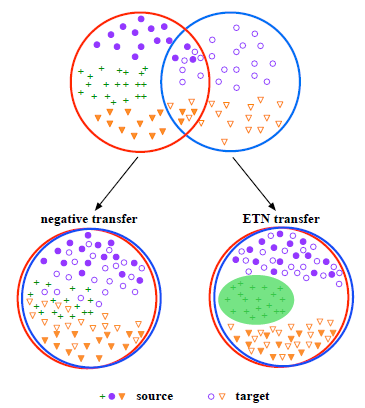 negative transfer
ETN transfer
source
target